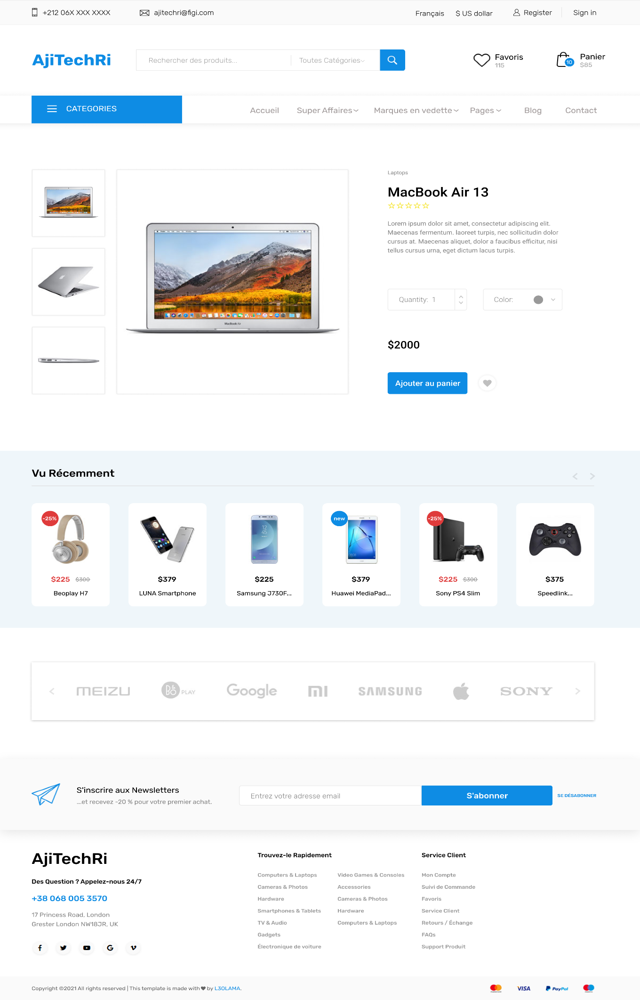 +212 06X XXX XXXX
ajitechri@figi.com
Français
$ US dollar
Register
Sign in
AjiTechRi
Rechercher des produits...
Toutes Catégories
Favoris
115
10
Panier
$85
CATEGORIES
Accueil
Super Affaires
Marques en vedette
Pages
Blog
Contact
Laptops
MacBook Air 13
Lorem ipsum dolor sit amet, consectetur adipiscing elit.
Maecenas fermentum. laoreet turpis, nec sollicitudin dolor
cursus at. Maecenas aliquet, dolor a faucibus efficitur, nisi
tellus cursus urna, eget dictum lacus turpis.
MacBook Air
Quantity: 1
Color:
$2000
Ajouter au panier
Vu Récemment
-25%
$225 $300
Beoplay H7
$379
LUNA Smartphone
$225
Samsung J730F...
new
$379
Huawei MediaPad...
-25%
$225 $300
Sony PS4 Slim
$375
Speedlink...
MEIZU
B&O PLAY
Google
MI
SAMSUNG
SONY
S'inscrire aux Newsletters
...et recevez -20 % pour votre premier achat.
Entrez votre adresse email
S'abonner
SE DÉSABONNER
AjiTechRi
Des Question ? Appelez-nous 24/7
+38 068 005 3570
17 Princess Road, London
Grester London NW18JR, UK
Trouvez-le Rapidement
Computers & Laptops
Cameras & Photos
Hardware
Smartphones & Tablets
TV & Audio
Gadgets
Électronique de voiture
Video Games & Consoles
Accessories
Cameras & Photos
Hardware
Computers & Laptops
Service Client
Mon Compte
Suivi de Commande
Favoris
Service Client
Retours / Échange
FAQs
Support Produit
Copyright ©2021 All rights reserved | This template is made with ♥ by L3OLAMA.
VISA
PayPal